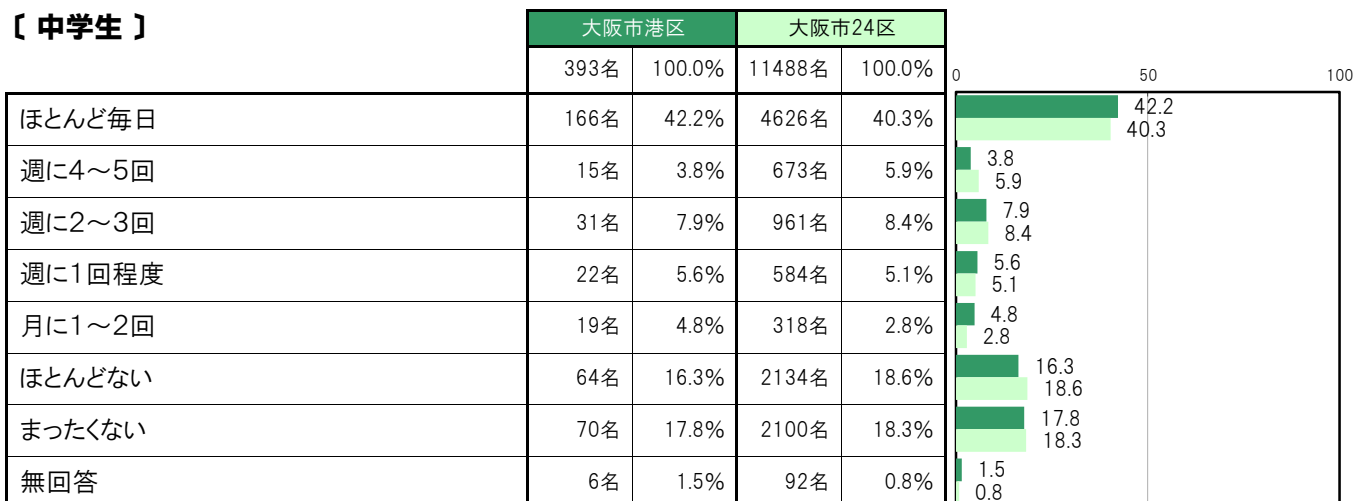 〔 中学生 〕
大阪市港区 大阪市24区
393名 100.0% 11488名 100.0%
0 50 100
ほとんど毎日 166名 42.2% 4626名 40.3% 42.2
40.3
週に4～5回 15名 3.8% 673名 5.9% 3.8
5.9
週に2～3回 31名 7.9% 961名 8.4% 7.9
8.4
週に1回程度 22名 5.6% 584名 5.1% 5.6
5.1
月に1～2回 19名 4.8% 318名 2.8% 4.8
2.8
ほとんどない 64名 16.3% 2134名 18.6% 16.3
18.6
まったくない 70名 17.8% 2100名 18.3% 17.8
18.3
無回答 6名 1.5% 92名 0.8% 1.5
0.8